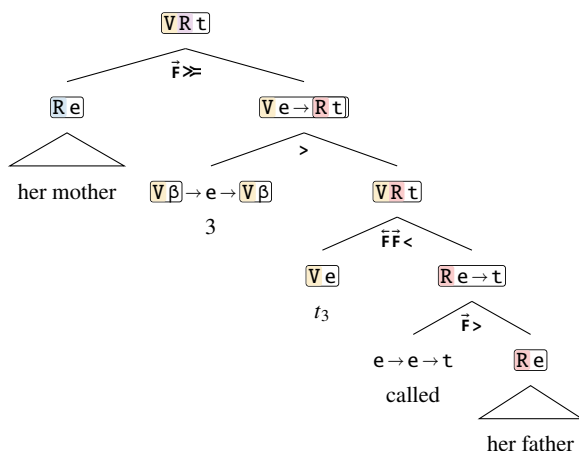 V R t
F⃗ ≫=
R e V e → R t
>
her mother V β → e → V β V R t
3
F⃖ F⃖ <
V e R e → t
t₃
F⃗ >
e → e → t R e
called
her father